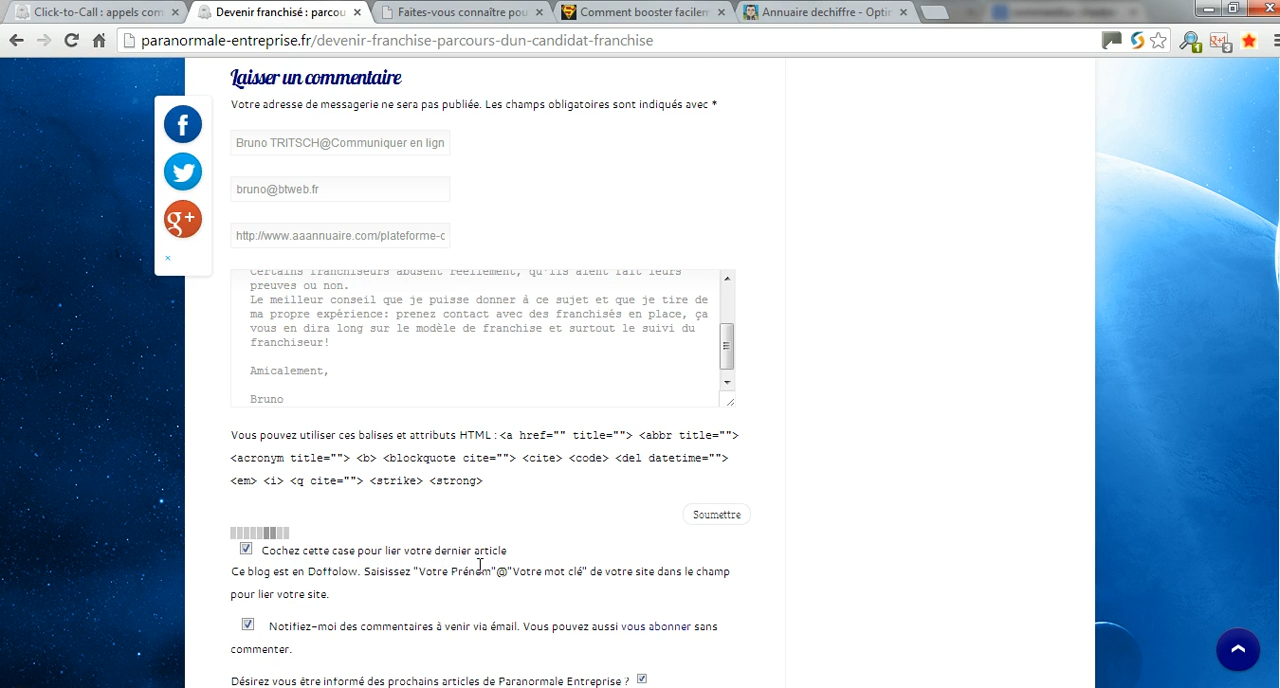 Click-to-Call : appels com
Devenir franchisé : parcou
Faites-vous connaître pou
Comment booster facilem
Annuaire dechiffre - Optir
paranormale-entreprise.fr/devenir-franchise-parcours-dun-candidat-franchise
Laisser un commentaire
Votre adresse de messagerie ne sera pas publiée. Les champs obligatoires sont indiqués avec *
Bruno TRITSCH@Communiquer en lign
bruno@btweb.fr
http://www.aaannuaire.com/plateforme-c
Certains franchiseurs abusent réellement, qu'ils aient fait leurs
preuves ou non.
Le meilleur conseil que je puisse donner à ce sujet et que je tire de
ma propre expérience: prenez contact avec des franchisés en place, ça
vous en dira long sur le modèle de franchise et surtout le suivi du
franchiseur!
Amicalement,
Bruno
Vous pouvez utiliser ces balises et attributs HTML : <a href="" title=""> <abbr title="">
<acronym title=""> <b> <blockquote cite=""> <cite> <code> <del datetime="">
<em> <i> <q cite=""> <strike> <strong>
Soumettre
Cochez cette case pour lier votre dernier article
Ce blog est en Doffolow. Saisissez "Votre Prénom"@"Votre mot clé" de votre site dans le champ
pour lier votre site.
Notifiez-moi des commentaires à venir via émail. Vous pouvez aussi vous abonner sans
commenter.
Désirez vous être informé des prochains articles de Paranormale Entreprise ?